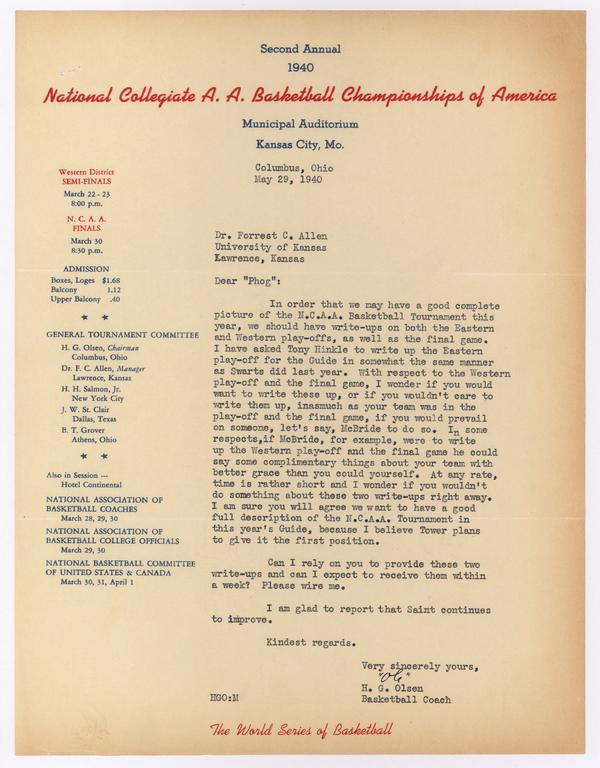 Second Annual
1940
National Collegiate A. A. Basketball Championships of America
Municipal Auditorium
Kansas City, Mo.
Western District
SEMI-FINALS
March 22 - 23
8:00 p.m.
N. C. A. A.
FINALS
March 30
8:30 p.m.
ADMISSION
Boxes, Loges $1.68
Balcony 1.12
Upper Balcony .40
GENERAL TOURNAMENT COMMITTEE
H. G. Olsen, Chairman
Columbus, Ohio
Dr. F. C. Allen, Manager
Lawrence, Kansas
H. H. Salmon, Jr.
New York City
J. W. St. Clair
Dallas, Texas
B. T. Grover
Athens, Ohio
Also in Session —
Hotel Continental
NATIONAL ASSOCIATION OF
BASKETBALL COACHES
March 28, 29, 30
NATIONAL ASSOCIATION OF
BASKETBALL COLLEGE OFFICIALS
March 29, 30
NATIONAL BASKETBALL COMMITTEE
OF UNITED STATES & CANADA
March 30, 31, April 1
Columbus, Ohio
May 29, 1940
Dr. Forrest C. Allen
University of Kansas
Lawrence, Kansas
Dear "Phog":
In order that we may have a good complete
picture of the N.C.A.A. Basketball Tournament this
year, we should have write-ups on both the Eastern
and Western play-offs, as well as the final game.
I have asked Tony Hinkle to write up the Eastern
play-off for the Guide in somewhat the same manner
as Swarts did last year. With respect to the Western
play-off and the final game, I wonder if you would
want to write these up, or if you wouldn't care to
write them up, inasmuch as your team was in the
play-off and the final game, if you would prevail
on someone, let's say, McBride to do so. In some
respects,if McBride, for example, were to write
up the Western play-off and the final game he could
say some complimentary things about your team with
better grace than you could yourself. At any rate,
time is rather short and I wonder if you wouldn't
do something about these two write-ups right away.
I am sure you will agree we want to have a good
full description of the N.C.A.A. Tournament in
this year's Guide, because I believe Tower plans
to give it the first position.
Can I rely on you to provide these two
write-ups and can I expect to receive them within
a week? Please wire me.
I am glad to report that Saint continues
to improve.
Kindest regards.
Very sincerely yours,
"Ole"
H. G. Olsen
HGO:M Basketball Coach
The World Series of Basketball